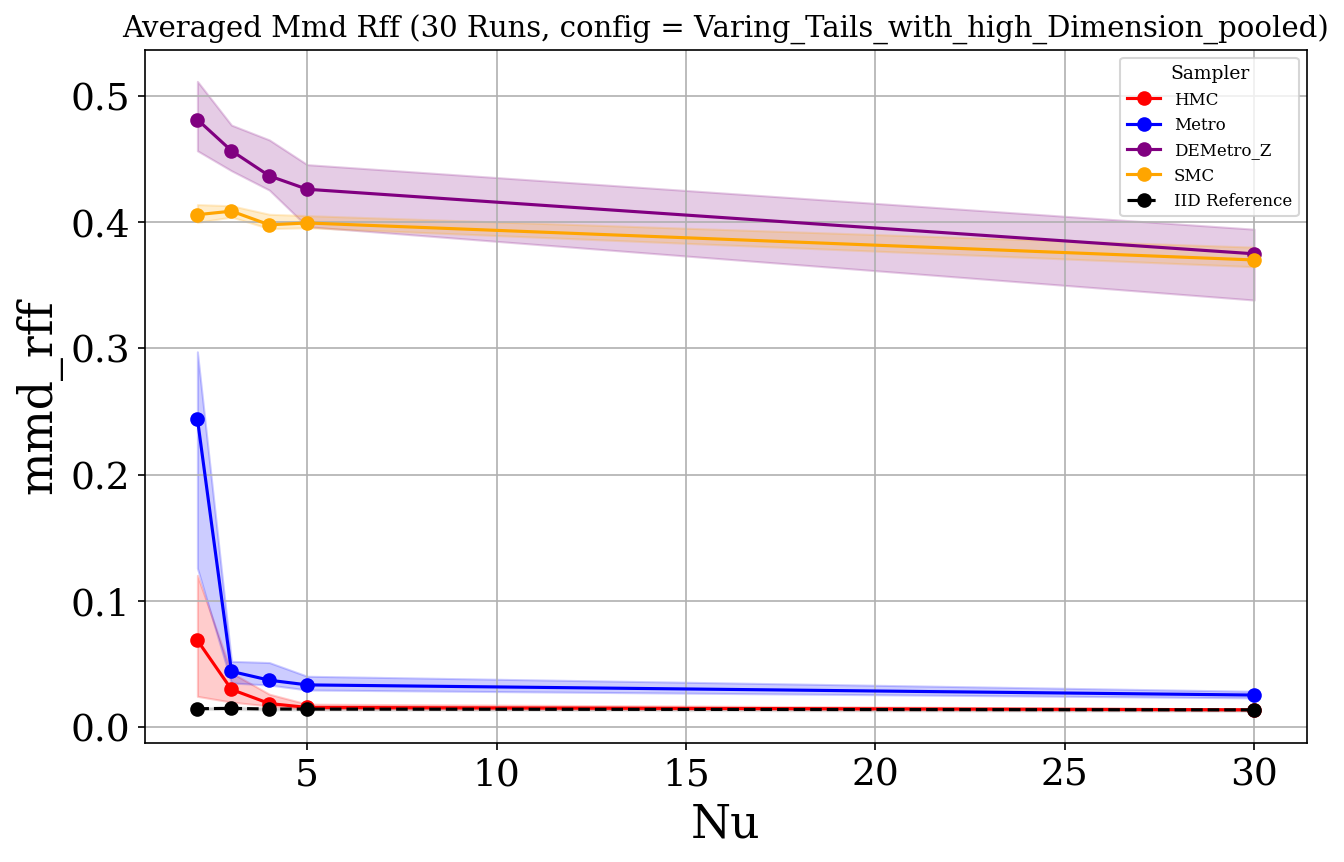 Averaged Mmd Rff (30 Runs, config = Varing_Tails_with_high_Dimension_pooled)
Sampler
HMC
Metro
DEMetro_Z
SMC
IID Reference
mmd_rff
0.5
0.4
0.3
0.2
0.1
0.0
5
10
15
20
25
30
Nu